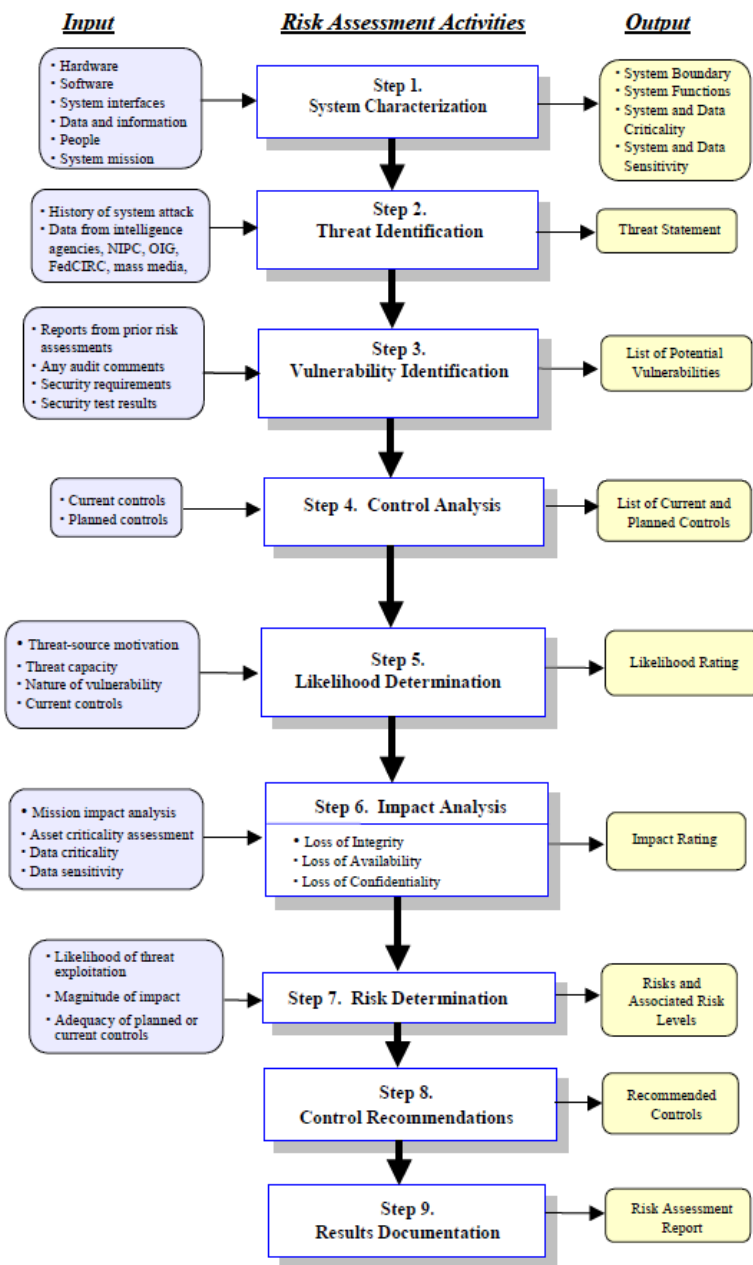 Input
Risk Assessment Activities
Output
• Hardware
• Software
• System interfaces
• Data and information
• People
• System mission
Step 1.
System Characterization
• System Boundary
• System Functions
• System and Data
Criticality
• System and Data
Sensitivity
• History of system attack
• Data from intelligence
agencies, NIPC, OIG,
FedCIRC, mass media,
Step 2.
Threat Identification
Threat Statement
• Reports from prior risk
assessments
• Any audit comments
• Security requirements
• Security test results
Step 3.
Vulnerability Identification
List of Potential
Vulnerabilities
• Current controls
• Planned controls
Step 4. Control Analysis
List of Current and
Planned Controls
• Threat-source motivation
• Threat capacity
• Nature of vulnerability
• Current controls
Step 5.
Likelihood Determination
Likelihood Rating
• Mission impact analysis
• Asset criticality assessment
• Data criticality
• Data sensitivity
Step 6. Impact Analysis
• Loss of Integrity
• Loss of Availability
• Loss of Confidentiality
Impact Rating
• Likelihood of threat
exploitation
• Magnitude of impact
• Adequacy of planned or
current controls
Step 7. Risk Determination
Risks and
Associated Risk
Levels
Step 8.
Control Recommendations
Recommended
Controls
Step 9.
Results Documentation
Risk Assessment
Report